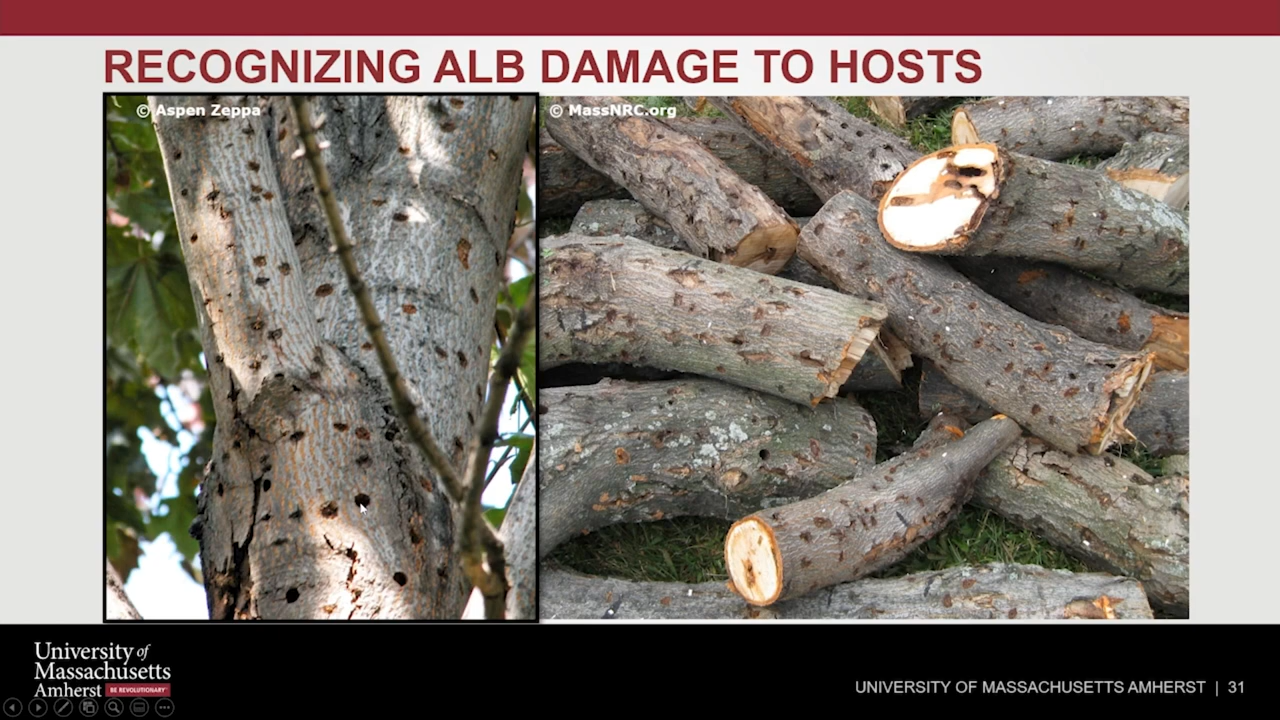 RECOGNIZING ALB DAMAGE TO HOSTS
© Aspen Zeppa
© MassNRC.org
University of
Massachusetts
Amherst BE REVOLUTIONARY
UNIVERSITY OF MASSACHUSETTS AMHERST | 31